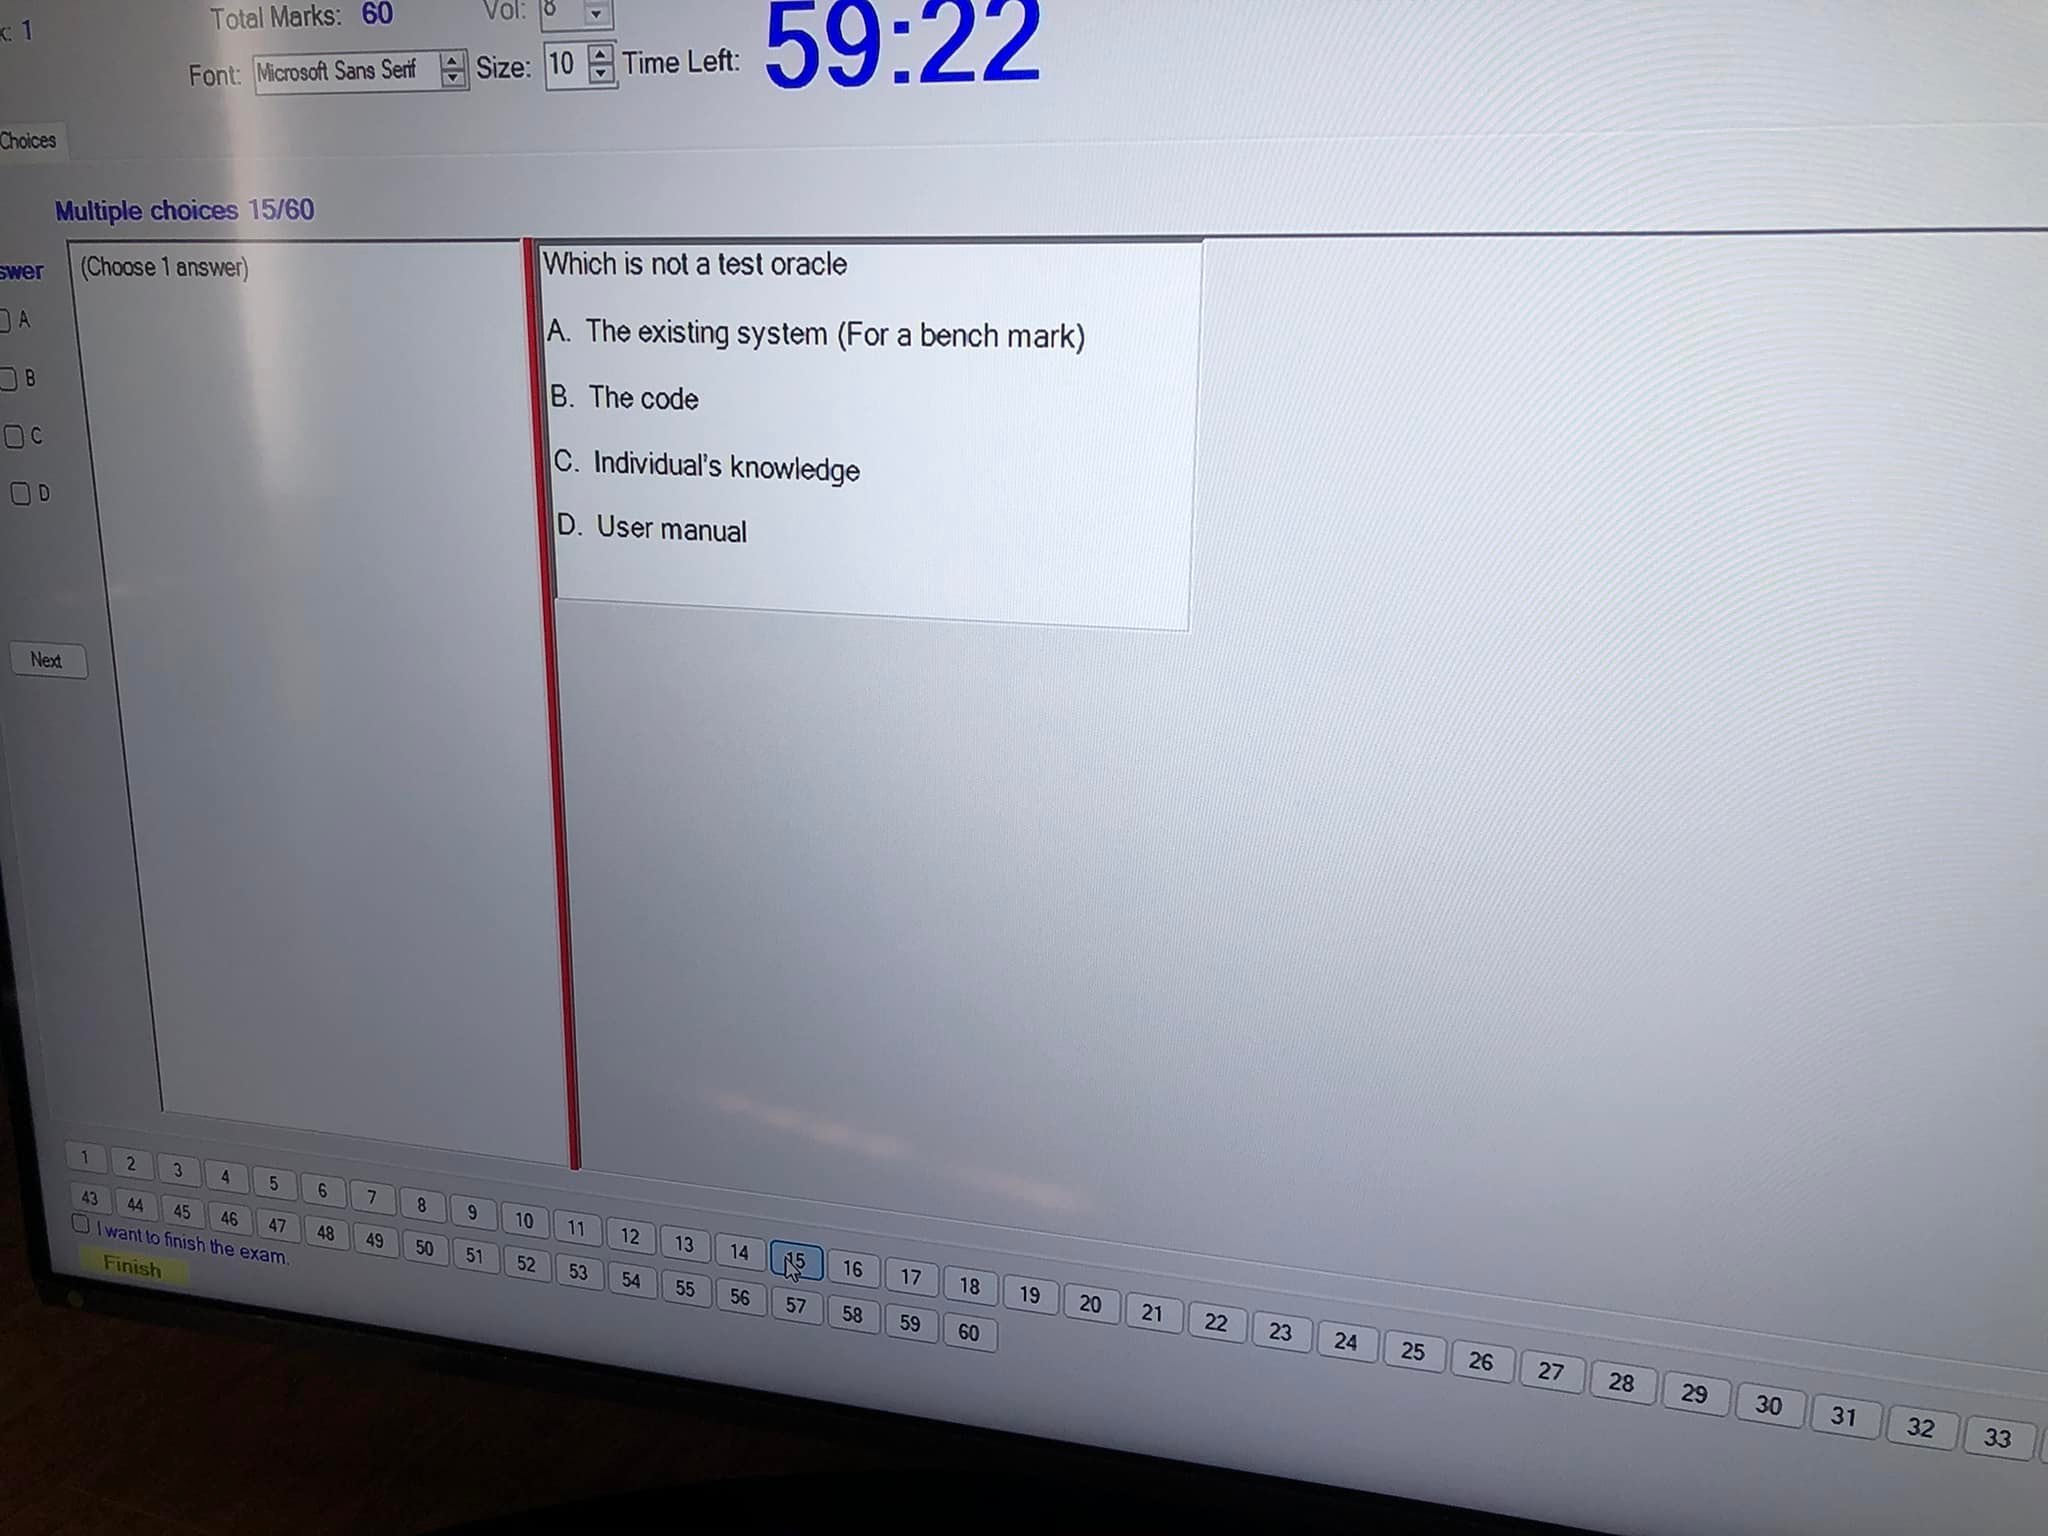 : 1
Total Marks: 60
Vol: 8
Font: Microsoft Sans Serif Size: 10 Time Left: 59:22
Choices
Multiple choices 15/60
(Choose 1 answer)
A
B
C
D
Next
Which is not a test oracle
A. The existing system (For a bench mark)
B. The code
C. Individual's knowledge
D. User manual
1 2 3 4 5 6 7 8 9 10 11 12 13 14 15 16 17 18 19 20 21 22 23 24 25 26 27 28 29 30 31 32 33
43 44 45 46 47 48 49 50 51 52 53 54 55 56 57 58 59 60
I want to finish the exam.
Finish